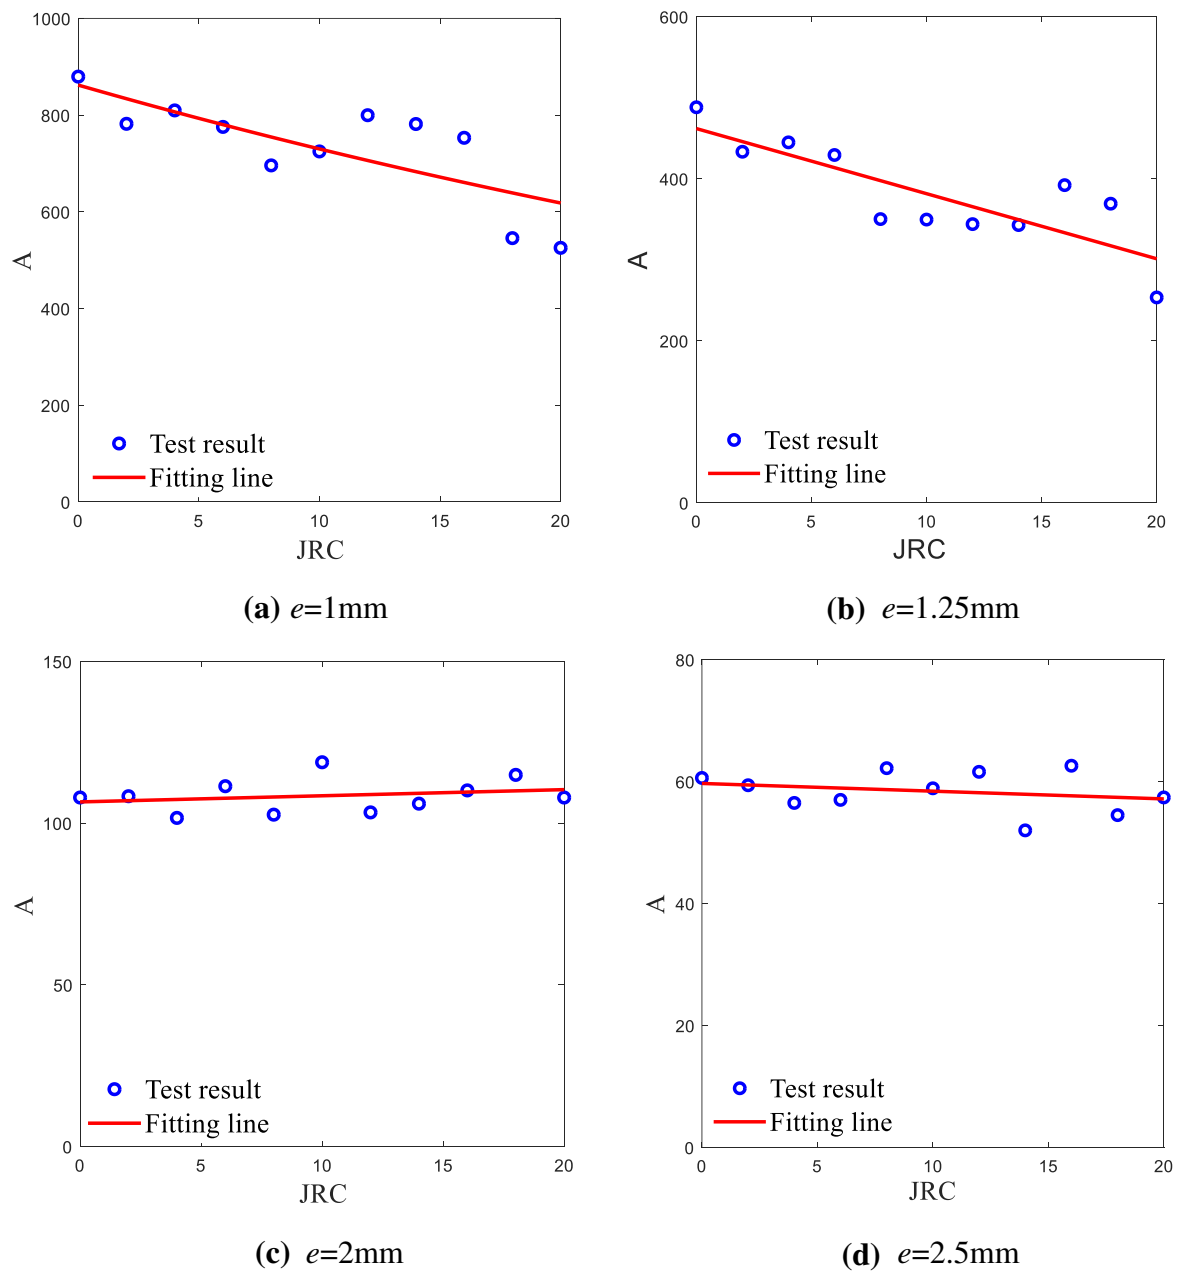 1000
800
600
400
200
0
A
Test result
Fitting line
0 5 10 15 20
JRC
(a) e=1mm
600
400
200
0
A
Test result
Fitting line
0 5 10 15 20
JRC
(b) e=1.25mm
150
100
50
0
A
Test result
Fitting line
0 5 10 15 20
JRC
(c) e=2mm
80
60
40
20
0
A
Test result
Fitting line
0 5 10 15 20
JRC
(d) e=2.5mm